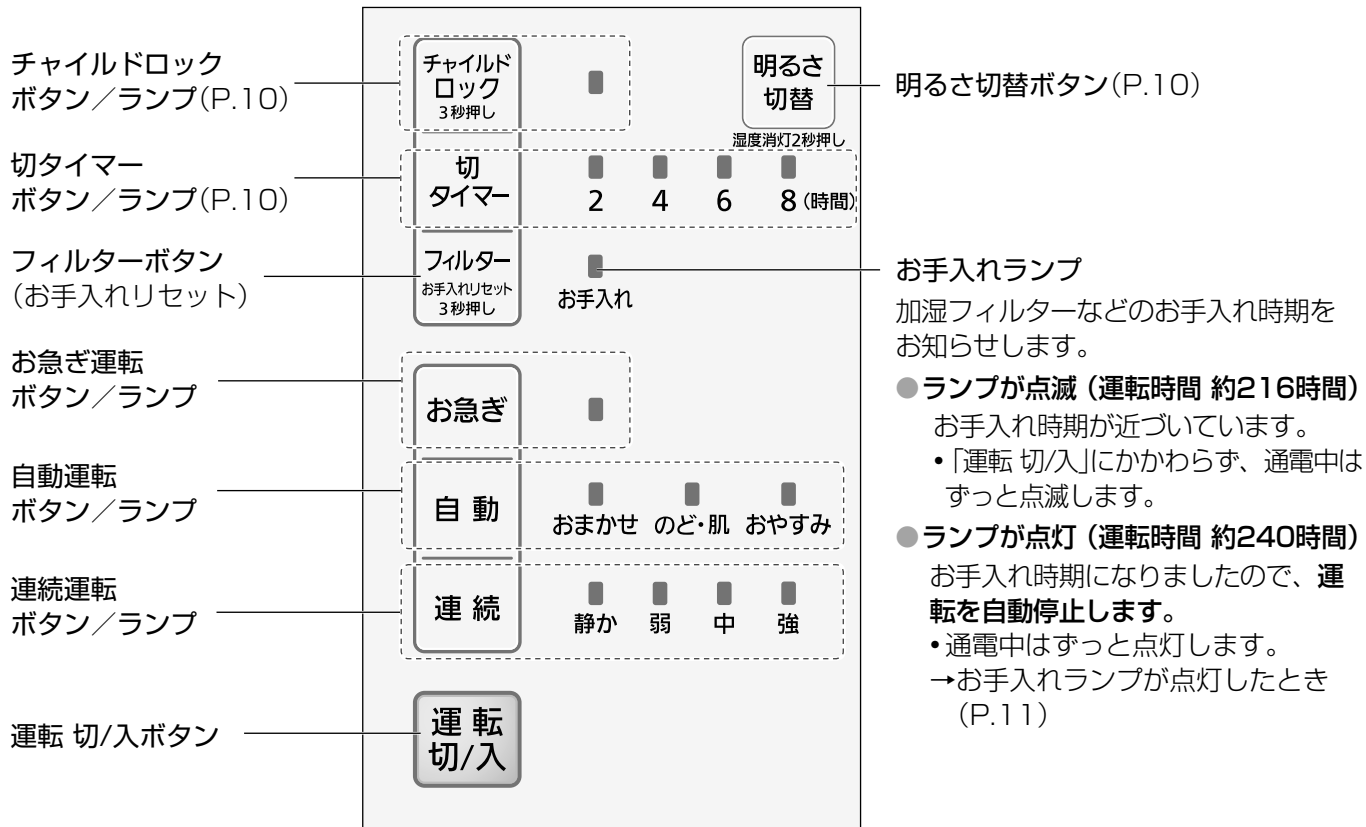 チャイルドロック
ボタン／ランプ(P.10)
切タイマー
ボタン／ランプ(P.10)
フィルターボタン
（お手入れリセット）
お急ぎ運転
ボタン／ランプ
自動運転
ボタン／ランプ
連続運転
ボタン／ランプ
運転 切/入ボタン
チャイルド
ロック
3秒押し
切
タイマー
2 4 6 8(時間)
フィルター
お手入れリセット
3秒押し
お手入れ
お急ぎ
自動
おまかせ のど・肌 おやすみ
連続
静か 弱 中 強
運転
切/入
明るさ
切替
湿度消灯2秒押し
明るさ切替ボタン(P.10)
お手入れランプ
加湿フィルターなどのお手入れ時期を
お知らせします。
●ランプが点滅（運転時間 約216時間）
お手入れ時期が近づいています。
•「運転 切/入」にかかわらず、通電中は
ずっと点滅します。
●ランプが点灯（運転時間 約240時間）
お手入れ時期になりましたので、運
転を自動停止します。
•通電中はずっと点灯します。
→お手入れランプが点灯したとき
（P.11）